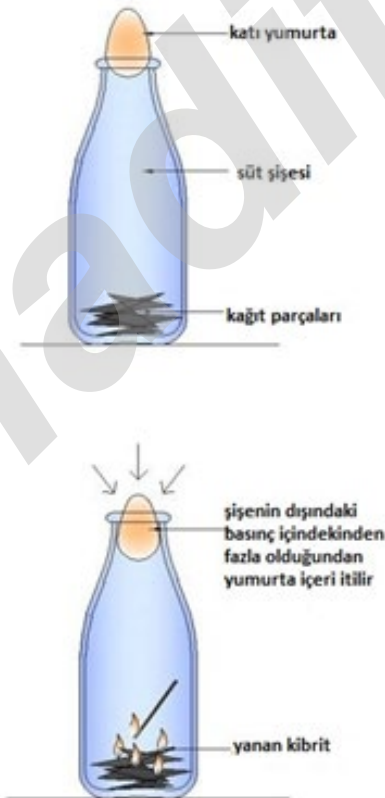 katı yumurta
süt şişesi
kağıt parçaları
şişenin dışındaki
basınç içindekinden
fazla olduğundan
yumurta içeri itilir
yanan kibrit